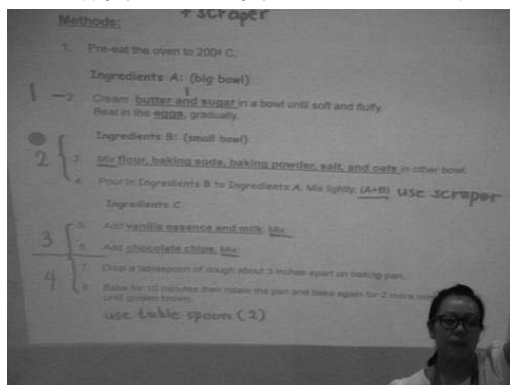 + scraper
Methods:
1. Pre-eat the oven to 200º C.
Ingredients A: (big bowl)
1 - 2. Cream butter and sugar in a bowl until soft and fluffy.
Beat in the eggs, gradually.
Ingredients B: (small bowl)
2 3. Mix flour, baking soda, baking powder, salt, and oats in other bowl.
4. Pour in Ingredients B to Ingredients A, Mix lightly, (A+B) use scraper
Ingredients C
3 5. Add vanilla essence and milk, Mix
6. Add chocolate chips, Mix
4 7. Drop a tablespoon of dough about 3 inches apart on baking pan.
8. Bake for 10 minutes then rotate the pan and bake again for 2 more
until golden brown.
use table spoon (2)